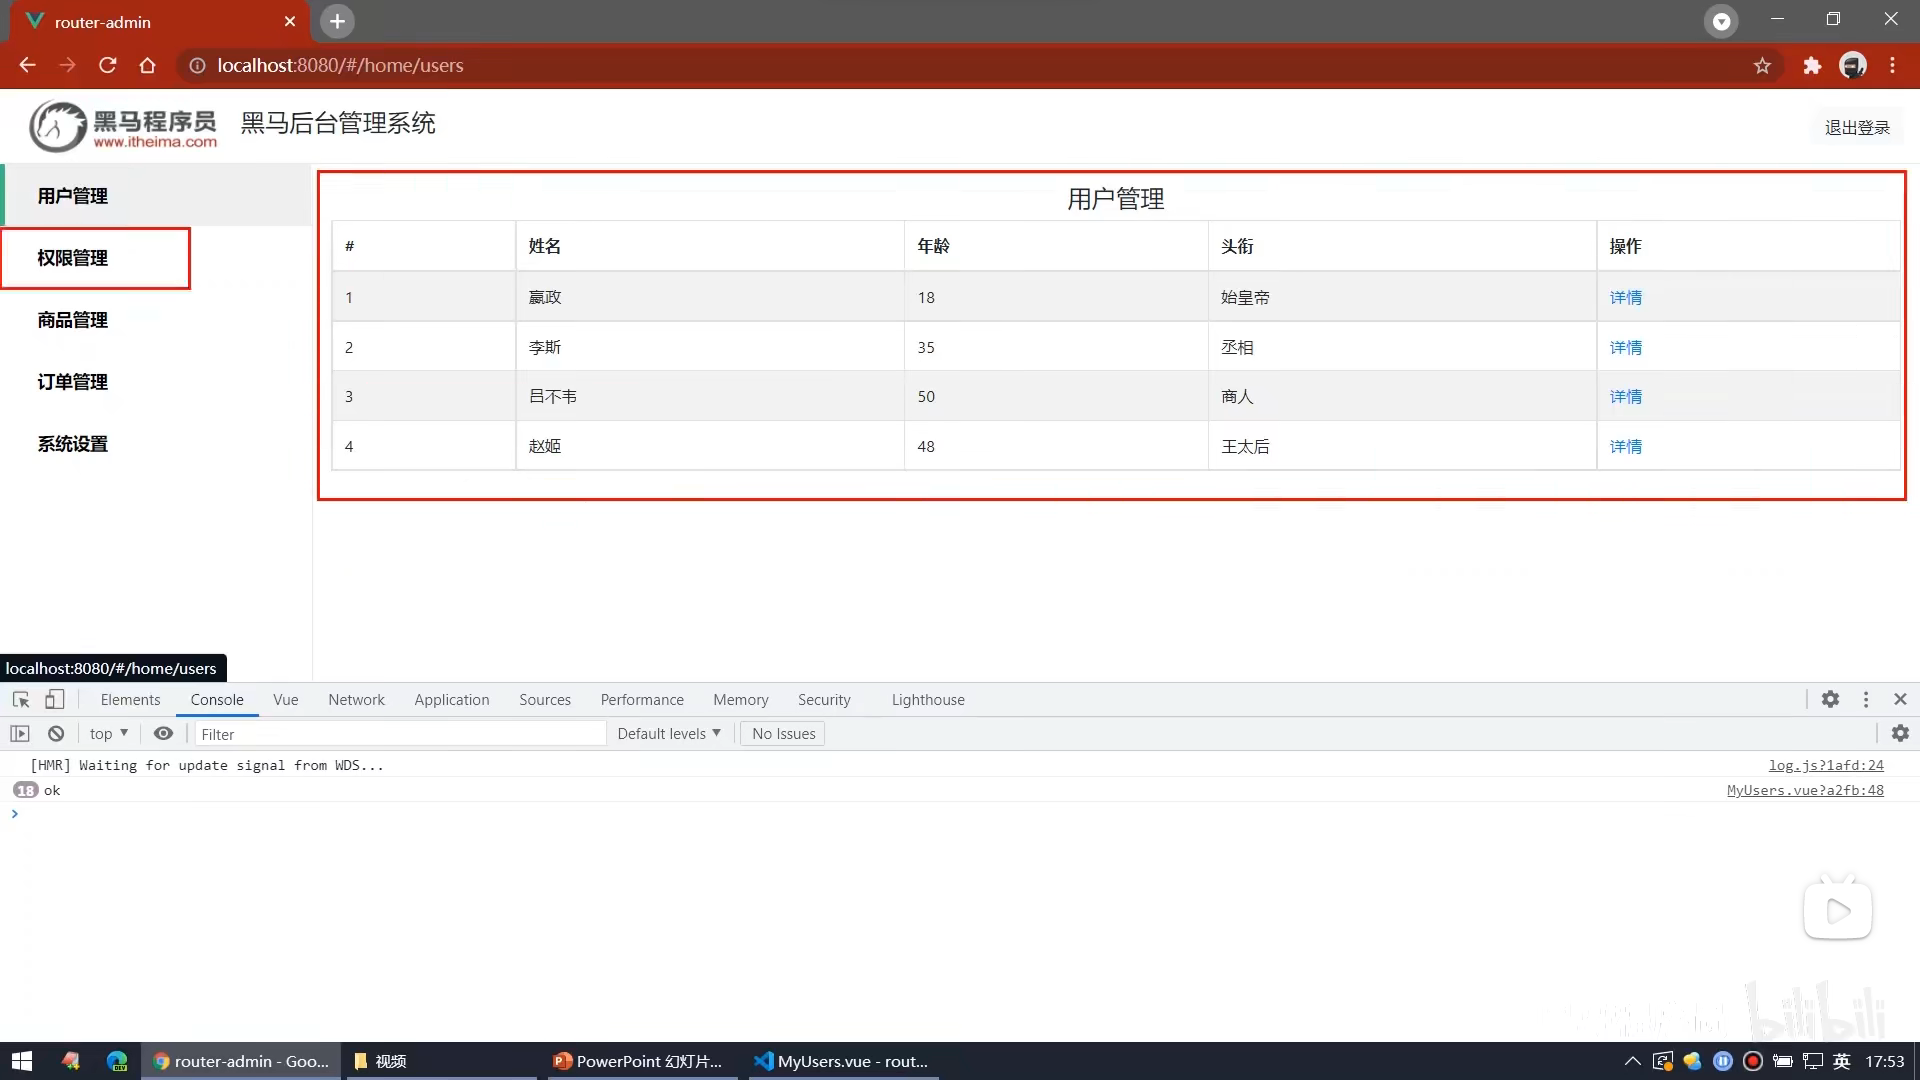 router-admin
localhost:8080/#/home/users
黑马程序员
www.itheima.com
黑马后台管理系统
退出登录
用户管理
权限管理
商品管理
订单管理
系统设置
用户管理
# 姓名 年龄 头衔 操作
1 嬴政 18 始皇帝 详情
2 李斯 35 丞相 详情
3 吕不韦 50 商人 详情
4 赵姬 48 王太后 详情
localhost:8080/#/home/users
Elements Console Vue Network Application Sources Performance Memory Security Lighthouse
top Filter Default levels No Issues
[HMR] Waiting for update signal from WDS... log.js?1afd:24
18 ok MyUsers.vue?a2fb:48
bilibili
router-admin - Goo... 视频 PowerPoint 幻灯片... MyUsers.vue - rout... 英 17:53